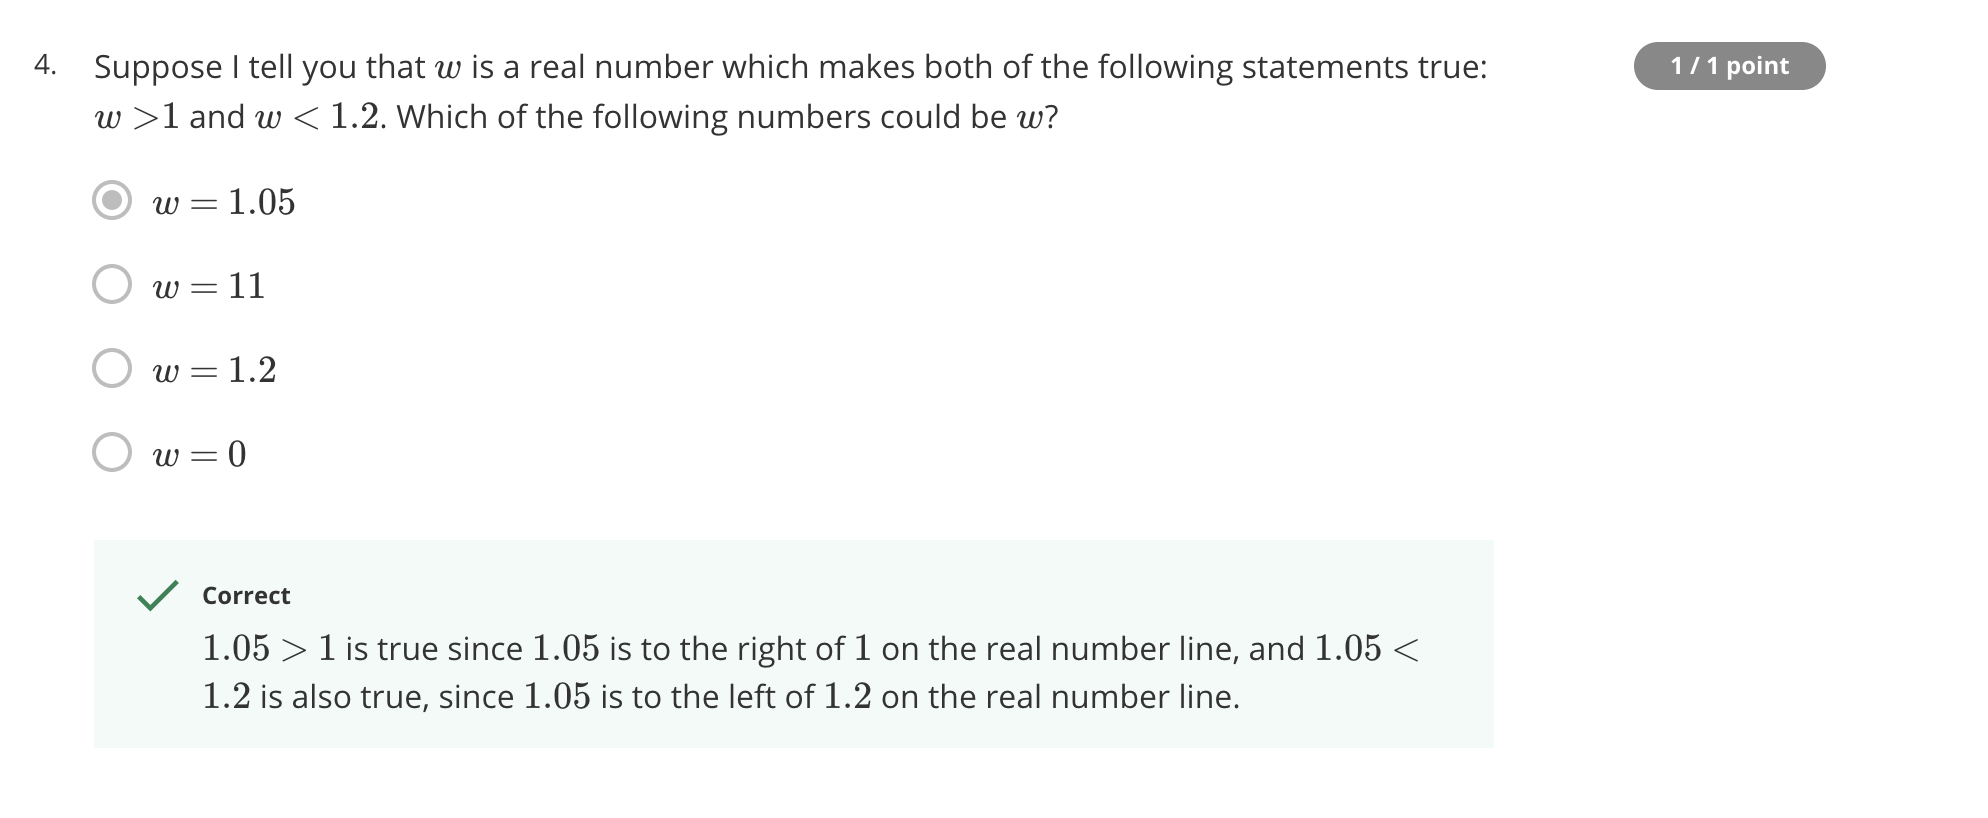 4. Suppose I tell you that w is a real number which makes both of the following statements true: 1 / 1 point
w >1 and w < 1.2. Which of the following numbers could be w?
w = 1.05
w = 11
w = 1.2
w = 0
Correct
1.05 > 1 is true since 1.05 is to the right of 1 on the real number line, and 1.05 <
1.2 is also true, since 1.05 is to the left of 1.2 on the real number line.